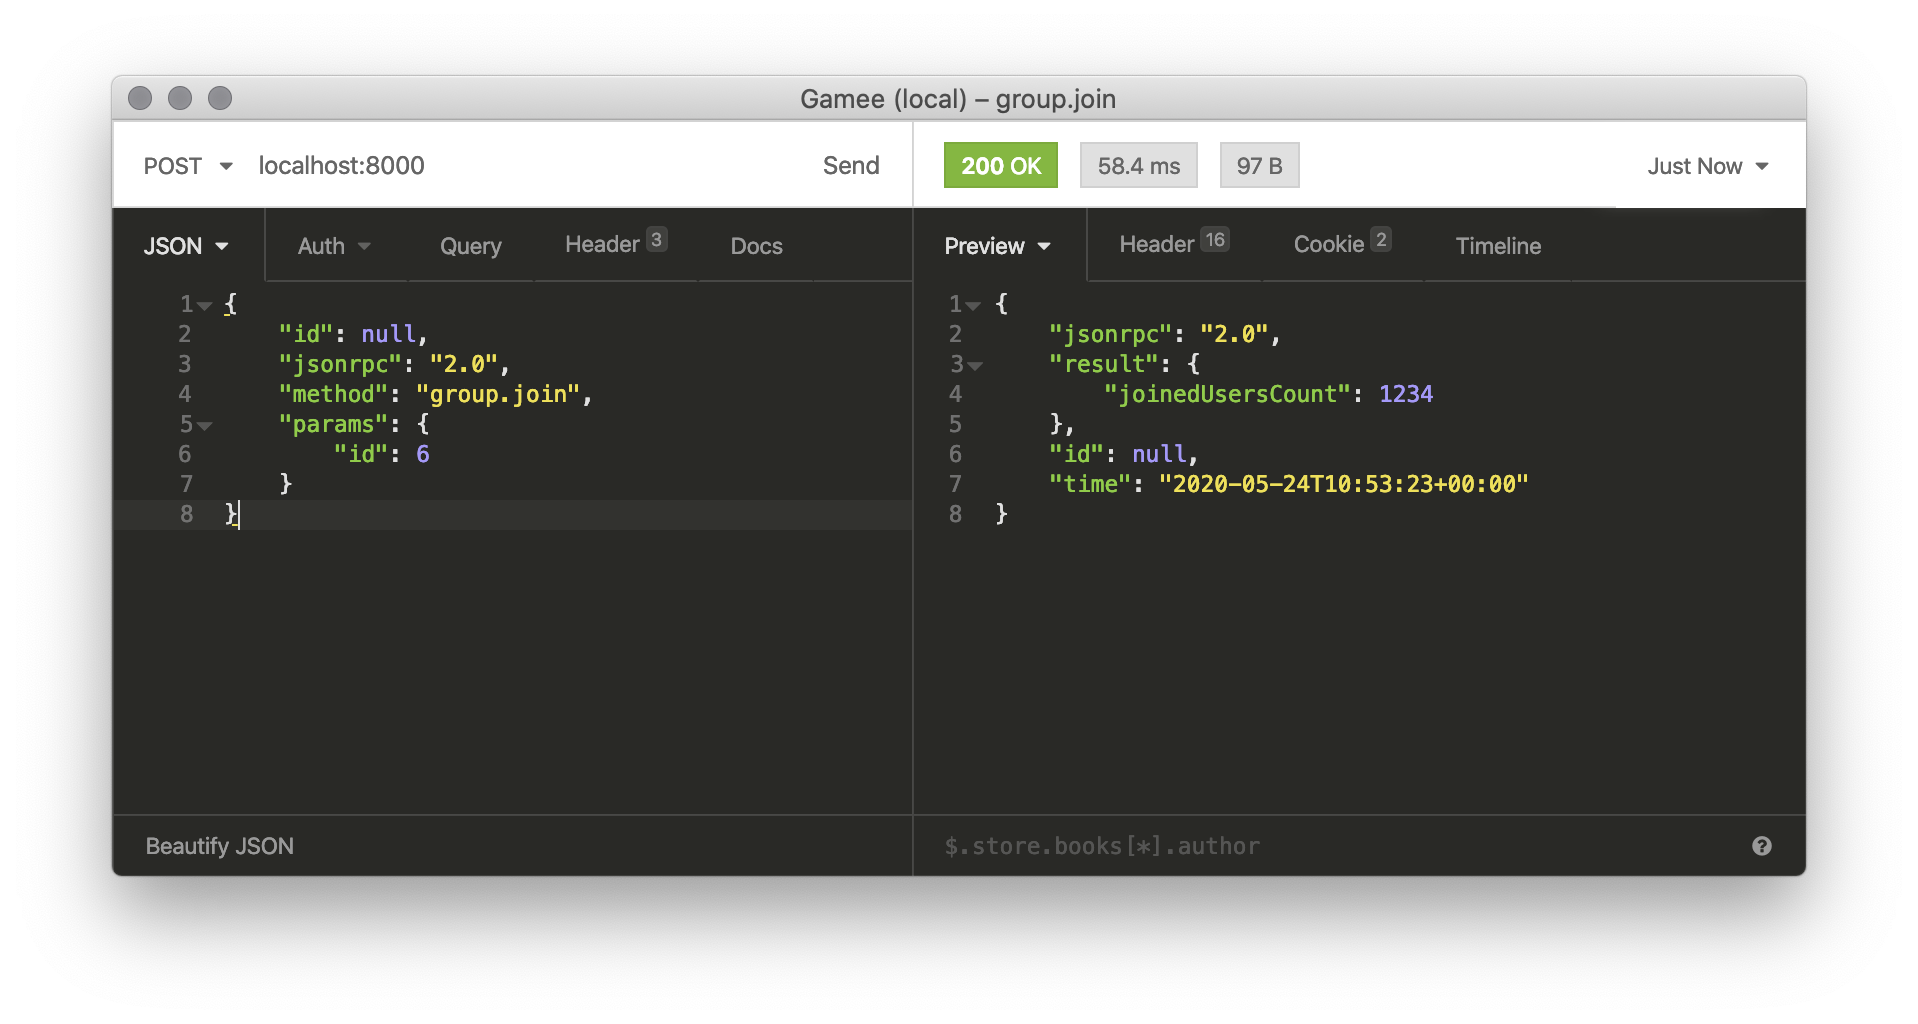 Gamee (local) – group.join
POST localhost:8000 Send
200 OK 58.4 ms 97 B Just Now
JSON Auth Query Header 3 Docs
Preview Header 16 Cookie 2 Timeline
1 {
2 "id": null,
3 "jsonrpc": "2.0",
4 "method": "group.join",
5 "params": {
6 "id": 6
7 }
8 }
1 {
2 "jsonrpc": "2.0",
3 "result": {
4 "joinedUsersCount": 1234
5 },
6 "id": null,
7 "time": "2020-05-24T10:53:23+00:00"
8 }
Beautify JSON
$.store.books[*].author ?